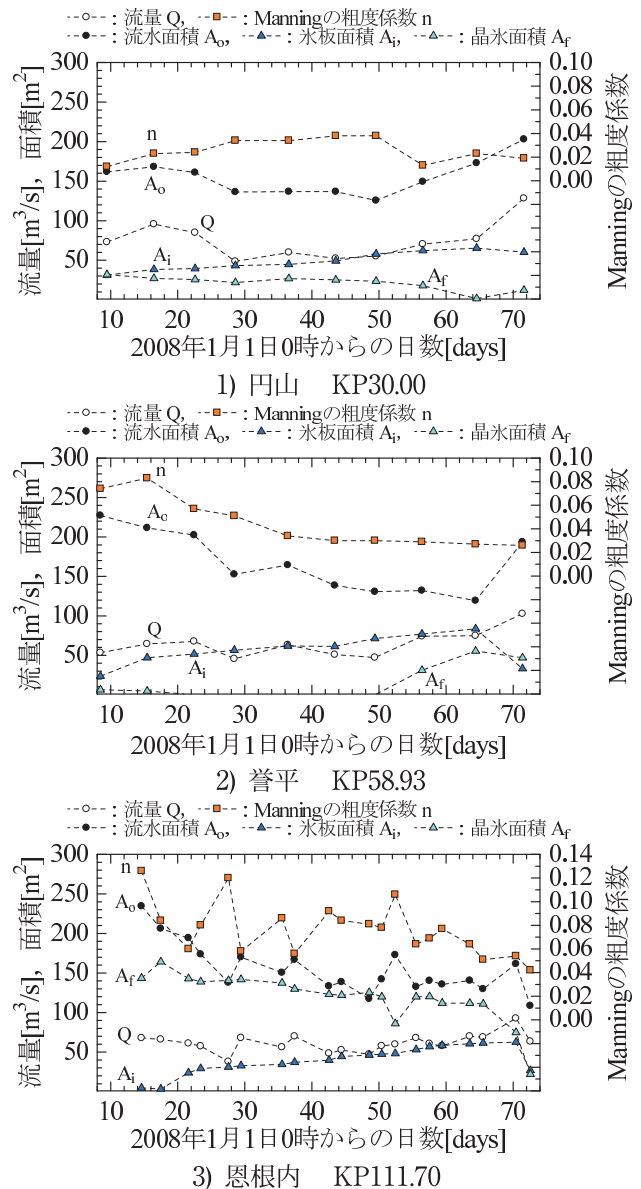 : 流量 Q, : Manningの粗度係数 n
: 流水面積 Ao, : 氷板面積 Ai, : 晶氷面積 Af
流量[m3/s], 面積[m2]
300
250
200
150
100
50
n
Ao
Q
Ai
Af
0.10
0.08
0.06
0.04
0.02
0.00
Manningの粗度係数
10 20 30 40 50 60 70
2008年1月1日0時からの日数[days]
1) 円山 KP30.00
: 流量 Q, : Manningの粗度係数 n
: 流水面積 Ao, : 氷板面積 Ai, : 晶氷面積 Af
流量[m3/s], 面積[m2]
300
250
200
150
100
50
n
Ao
Q
Ai
Af
0.10
0.08
0.06
0.04
0.02
0.00
Manningの粗度係数
10 20 30 40 50 60 70
2008年1月1日0時からの日数[days]
2) 誉平 KP58.93
: 流量 Q, : Manningの粗度係数 n
: 流水面積 Ao, : 氷板面積 Ai, : 晶氷面積 Af
流量[m3/s], 面積[m2]
300
250
200
150
100
50
n
Ao
Af
Q
Ai
0.14
0.12
0.10
0.08
0.06
0.04
0.02
0.00
Manningの粗度係数
10 20 30 40 50 60 70
2008年1月1日0時からの日数[days]
3) 恩根内 KP111.70